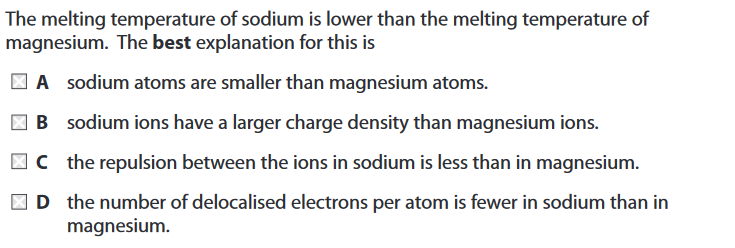 The melting temperature of sodium is lower than the melting temperature of
magnesium. The best explanation for this is
A sodium atoms are smaller than magnesium atoms.
B sodium ions have a larger charge density than magnesium ions.
C the repulsion between the ions in sodium is less than in magnesium.
D the number of delocalised electrons per atom is fewer in sodium than in
magnesium.